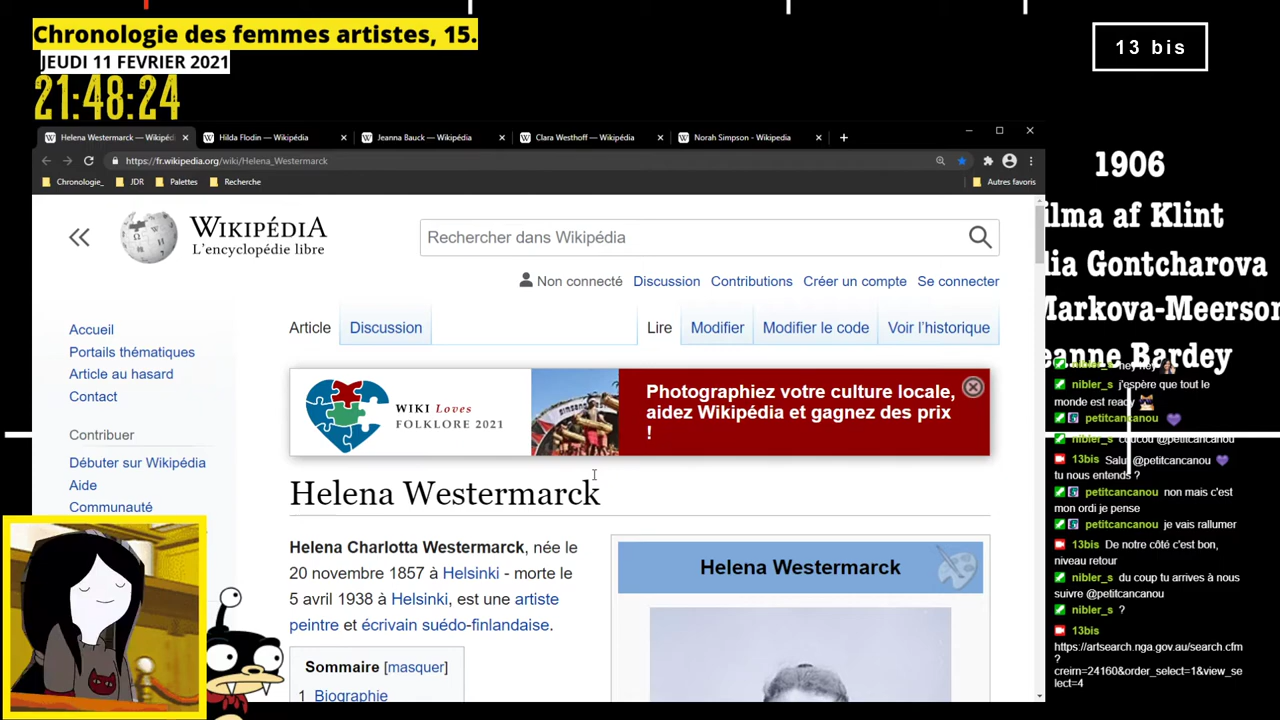 Chronologie des femmes artistes, 15.
JEUDI 11 FEVRIER 2021
21:48:24
13 bis
Helena Westermarck — Wikipéd
Hilda Flodin — Wikipédia
Jeanna Bauck — Wikipédia
Clara Westhoff — Wikipédia
Norah Simpson - Wikipedia
https://fr.wikipedia.org/wiki/Helena_Westermarck
Chronologie_
JDR
Palettes
Recherche
Autres favoris
WIKIPÉDIA
L'encyclopédie libre
Rechercher dans Wikipédia
Non connecté Discussion Contributions Créer un compte Se connecter
Article Discussion Lire Modifier Modifier le code Voir l'historique
Accueil
Portails thématiques
Article au hasard
Contact
Contribuer
Débuter sur Wikipédia
Aide
Communauté
WIKI Loves
FOLKLORE 2021
Photographiez votre culture locale,
aidez Wikipédia et gagnez des prix
!
Helena Westermarck
Helena Charlotta Westermarck, née le
20 novembre 1857 à Helsinki - morte le
5 avril 1938 à Helsinki, est une artiste
peintre et écrivain suédo-finlandaise.
Sommaire [masquer]
1 Biographie
Helena Westermarck
1906
ilma af Klint
lia Gontcharova
Markova-Meerson
eanne Bardey
nibler_s hey hey
nibler_s j'espère que tout le
monde est ready
petitcancanou
nibler_s coucou @petitcancanou
13bis Salut @petitcancanou
tu nous entends ?
petitcancanou non mais c'est
mon ordi je pense
petitcancanou je vais rallumer
13bis De notre côté c'est bon,
niveau retour
nibler_s du coup tu arrives à nous
suivre @petitcancanou
nibler_s ?
13bis
https://artsearch.nga.gov.au/search.cfm
?
creirn=24160&order_select=1&view_se
lect=4